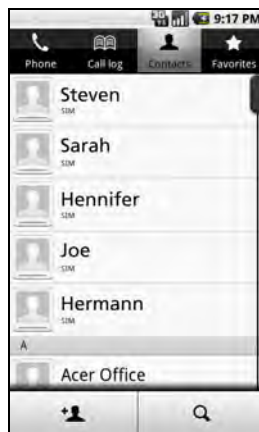 9:17 PM
Phone Call log Contacts Favorites
Steven
SIM
Sarah
SIM
Hennifer
SIM
Joe
SIM
Hermann
SIM
A
Acer Office